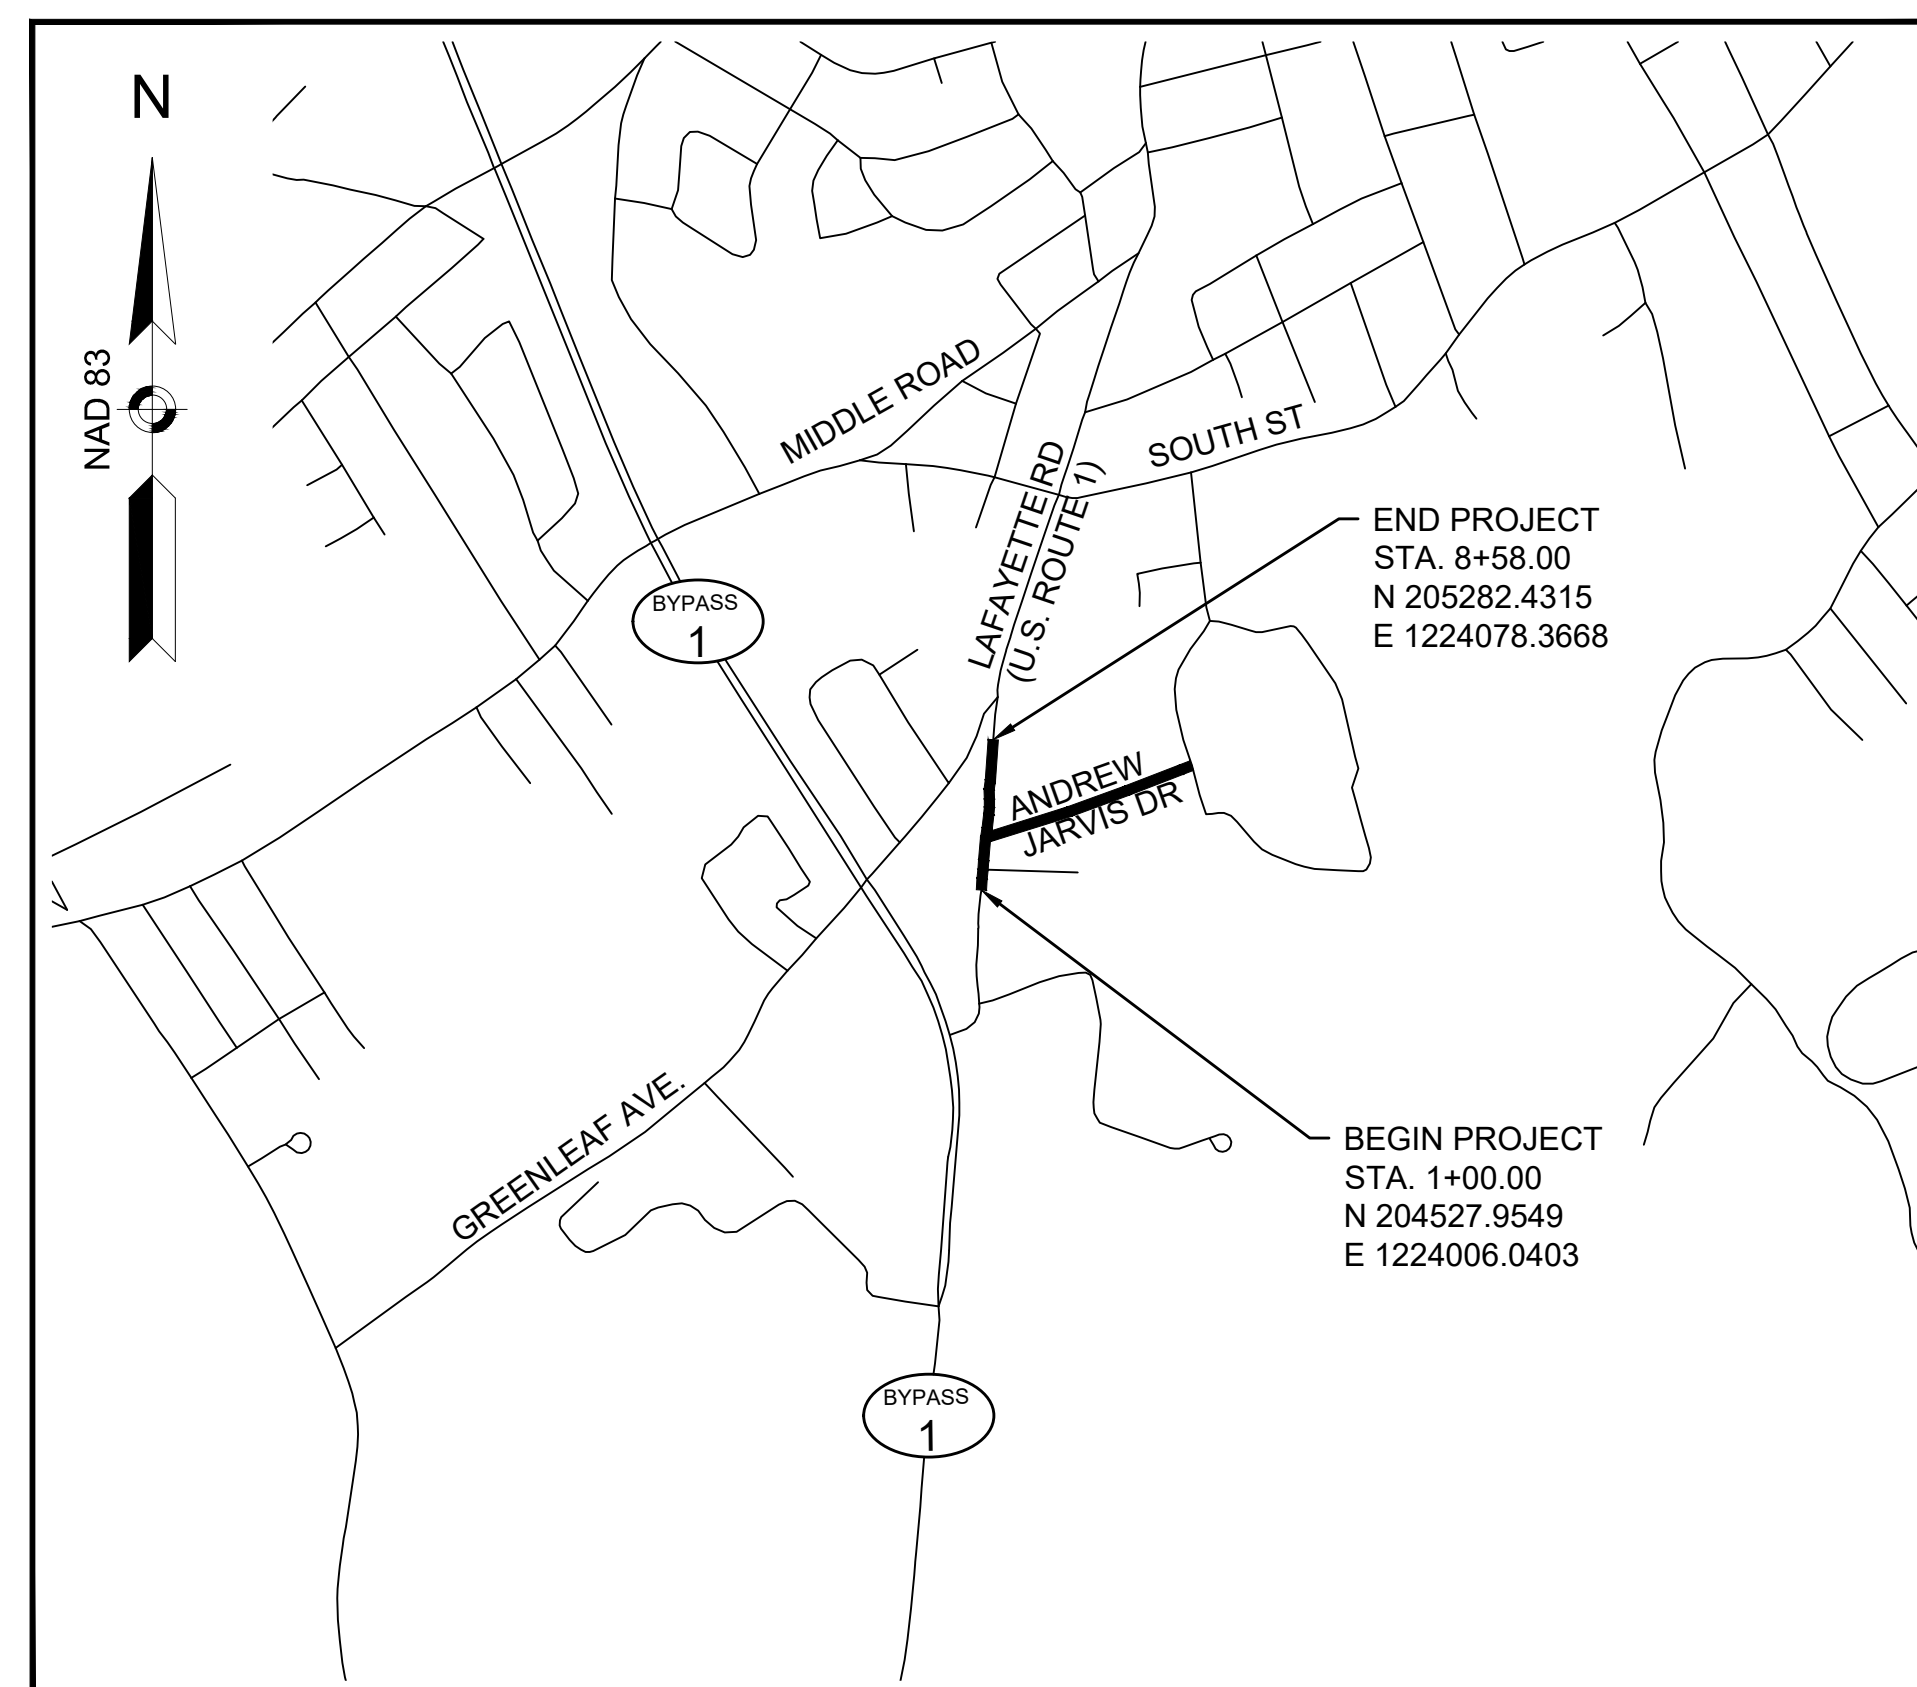 N
NAD 83
MIDDLE ROAD
SOUTH ST
LAFAYETTE RD
(U.S. ROUTE 1)
END PROJECT
STA. 8+58.00
N 205282.4315
E 1224078.3668
BYPASS
1
ANDREW
JARVIS DR
GREENLEAF AVE.
BEGIN PROJECT
STA. 1+00.00
N 204527.9549
E 1224006.0403
BYPASS
1